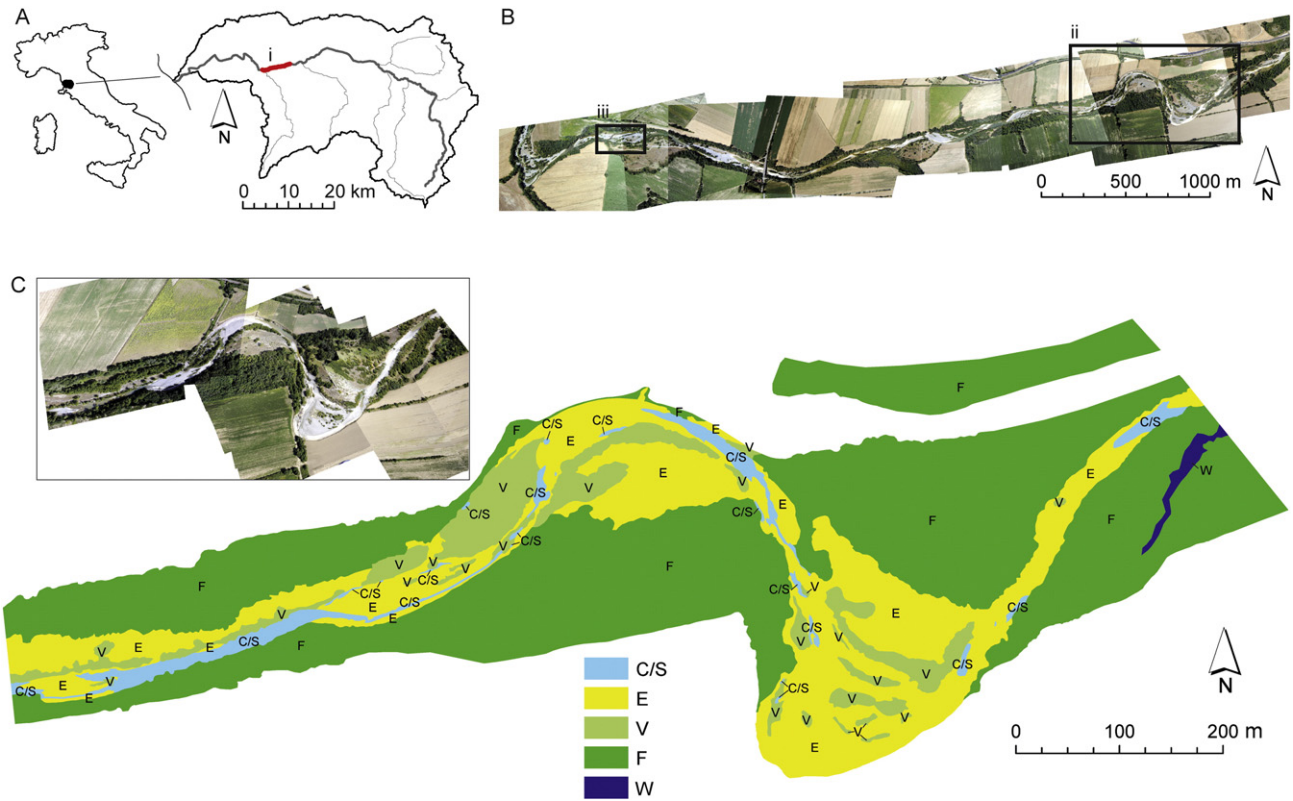 A
i
N
0 10 20 km
B
ii
iii
0 500 1000 m
N
C
F
F C/S E
C/S C/S F E V
E C/S
V E V
C/S V
C/S C/S E
C/S V F
V F
V V V C/S
C/S
F C/S
E C/S
V E
V E E C/S F
C/S E V
E
C/S
E
W
V
F
C/S V
E
C/S
C/S V
V
C/S
V V
C/S
V V
V V
V
E
C/S
E
V
F
W
N
0 100 200 m